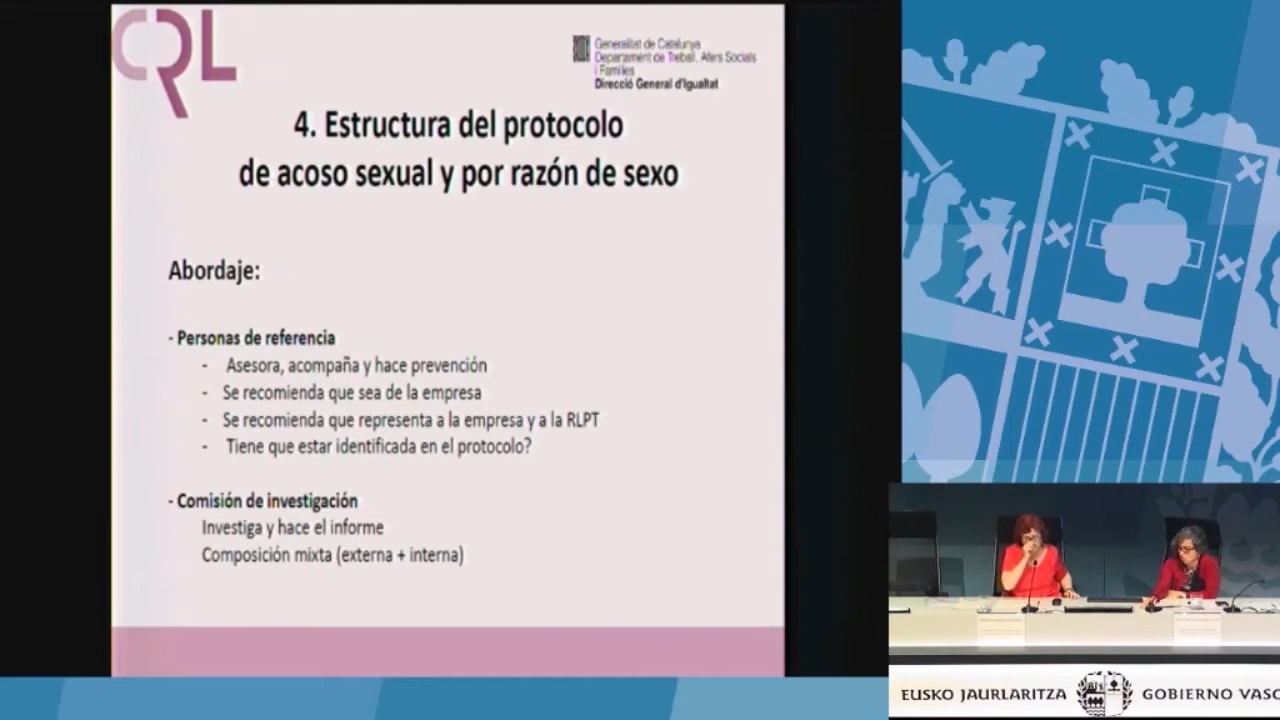 CRL
Generalitat de Catalunya
Departament de Treball, Afers Socials
i Famílies
Direcció General d'Igualtat
4. Estructura del protocolo
de acoso sexual y por razón de sexo
Abordaje:
- Personas de referencia
- Asesora, acompaña y hace prevención
- Se recomienda que sea de la empresa
- Se recomienda que representa a la empresa y a la RLPT
- Tiene que estar identificada en el protocolo?
- Comisión de investigación
Investiga y hace el informe
Composición mixta (externa + interna)
EUSKO JAURLARITZA
GOBIERNO VASC